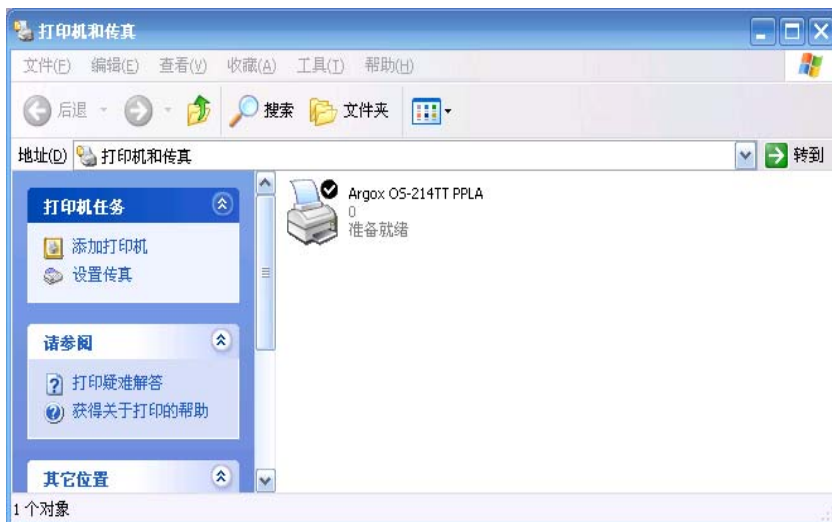 打印机和传真
文件(F) 编辑(E) 查看(V) 收藏(A) 工具(T) 帮助(H)
后退 搜索 文件夹
地址(D) 打印机和传真 转到
打印机任务
添加打印机
设置传真
请参阅
打印疑难解答
获得关于打印的帮助
其它位置
Argox OS-214TT PPLA
0
准备就绪
1 个对象